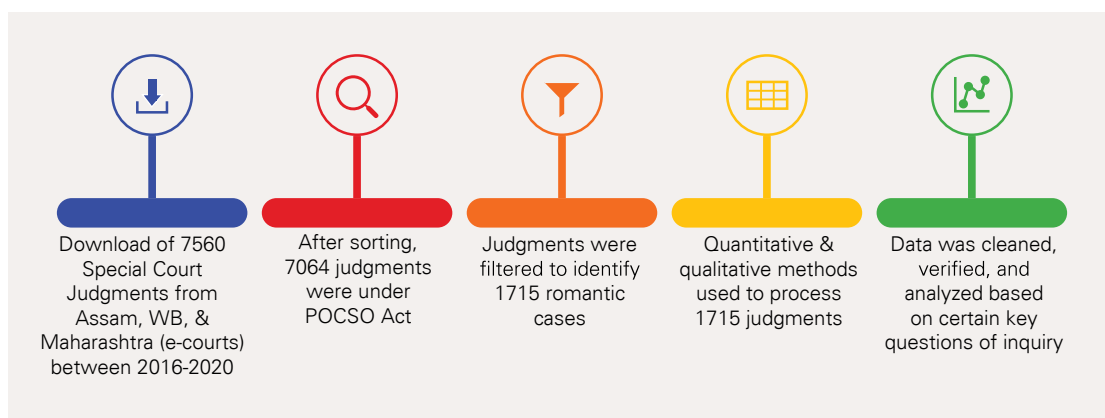 Download of 7560
Special Court
Judgments from
Assam, WB, &
Maharashtra (e-courts)
between 2016-2020
After sorting,
7064 judgments
were under
POCSO Act
Judgments were
filtered to identify
1715 romantic
cases
Quantitative &
qualitative methods
used to process
1715 judgments
Data was cleaned,
verified, and
analyzed based
on certain key
questions of inquiry